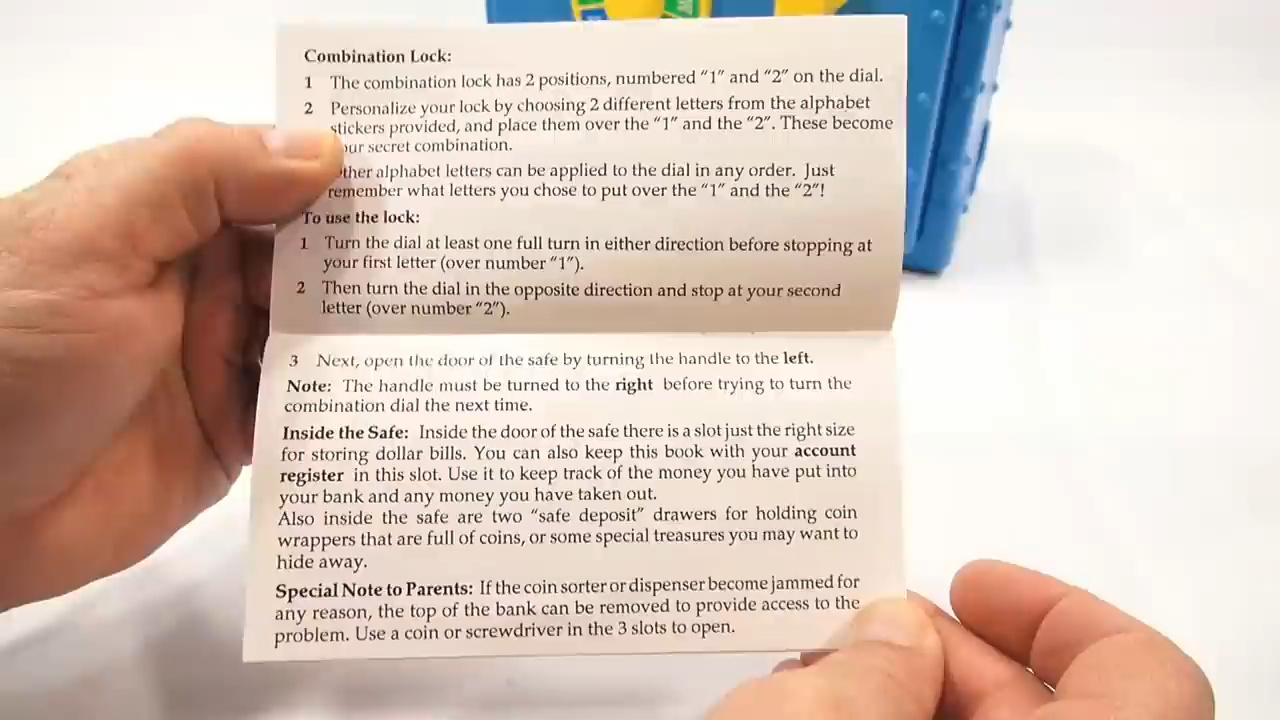 Combination Lock:
1 The combination lock has 2 positions, numbered “1” and “2” on the dial.
2 Personalize your lock by choosing 2 different letters from the alphabet
stickers provided, and place them over the “1” and the “2”. These become
our secret combination.
ther alphabet letters can be applied to the dial in any order. Just
remember what letters you chose to put over the “1” and the “2”!
To use the lock:
1 Turn the dial at least one full turn in either direction before stopping at
your first letter (over number “1”).
2 Then turn the dial in the opposite direction and stop at your second
letter (over number “2”).
3 Next, open the door of the safe by turning the handle to the left.
Note: The handle must be turned to the right before trying to turn the
combination dial the next time.
Inside the Safe: Inside the door of the safe there is a slot just the right size
for storing dollar bills. You can also keep this book with your account
register in this slot. Use it to keep track of the money you have put into
your bank and any money you have taken out.
Also inside the safe are two “safe deposit” drawers for holding coin
wrappers that are full of coins, or some special treasures you may want to
hide away.
Special Note to Parents: If the coin sorter or dispenser become jammed for
any reason, the top of the bank can be removed to provide access to the
problem. Use a coin or screwdriver in the 3 slots to open.